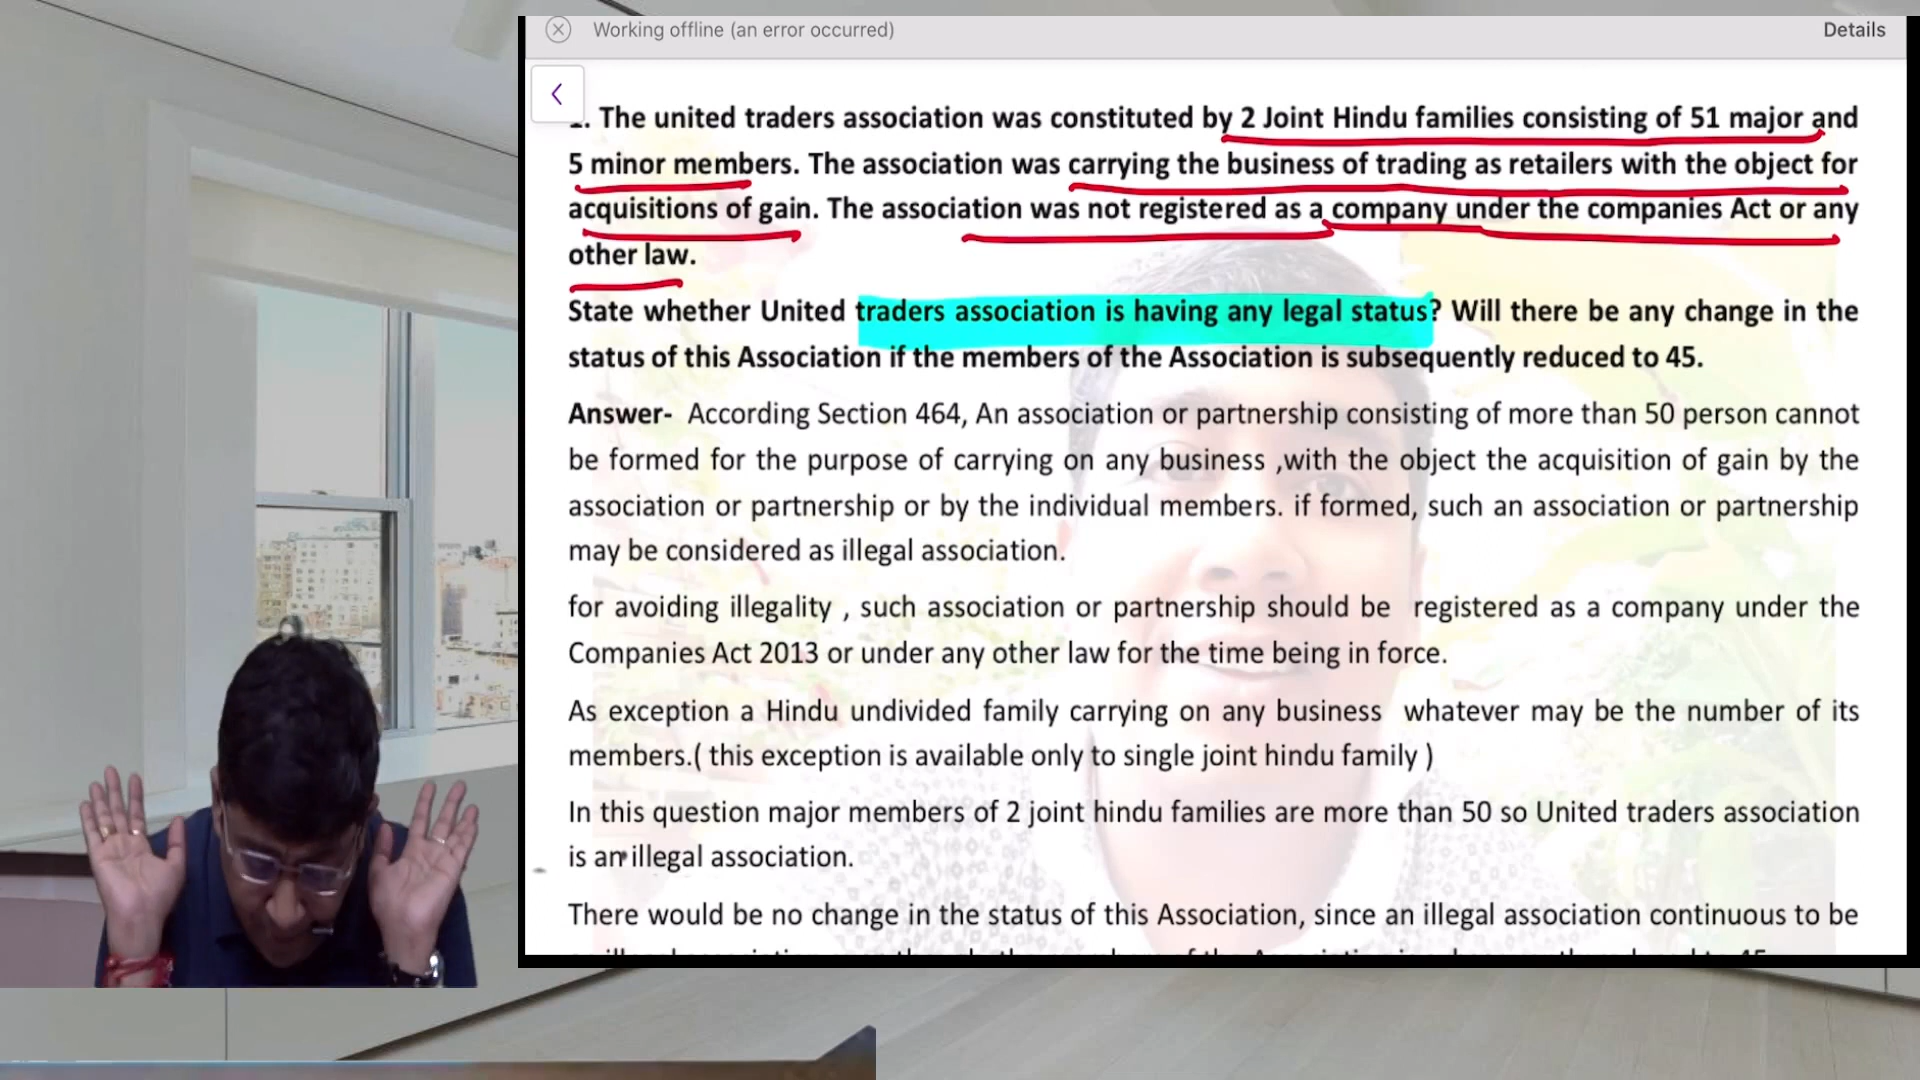 Working offline (an error occurred)
Details
. The united traders association was constituted by 2 Joint Hindu families consisting of 51 major and
5 minor members. The association was carrying the business of trading as retailers with the object for
acquisitions of gain. The association was not registered as a company under the companies Act or any
other law.
State whether United traders association is having any legal status? Will there be any change in the
status of this Association if the members of the Association is subsequently reduced to 45.
Answer- According Section 464, An association or partnership consisting of more than 50 person cannot
be formed for the purpose of carrying on any business ,with the object the acquisition of gain by the
association or partnership or by the individual members. if formed, such an association or partnership
may be considered as illegal association.
for avoiding illegality , such association or partnership should be registered as a company under the
Companies Act 2013 or under any other law for the time being in force.
As exception a Hindu undivided family carrying on any business whatever may be the number of its
members.( this exception is available only to single joint hindu family )
In this question major members of 2 joint hindu families are more than 50 so United traders association
is an illegal association.
There would be no change in the status of this Association, since an illegal association continuous to be